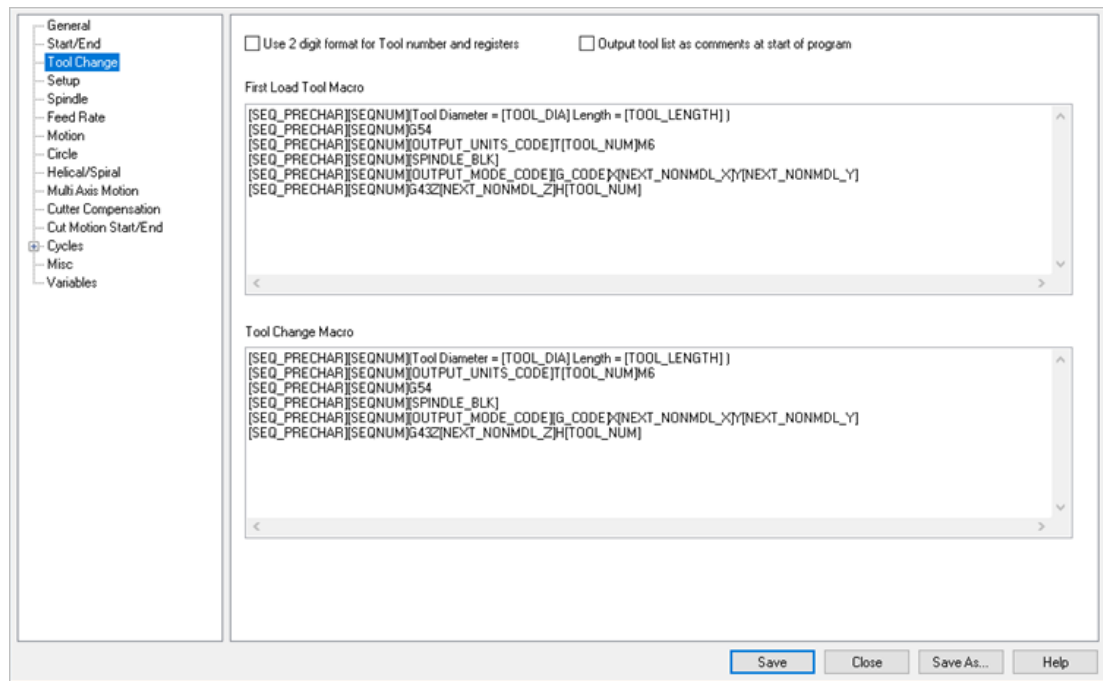 General
Start/End
Tool Change
Setup
Spindle
Feed Rate
Motion
Circle
Helical/Spiral
Multi Axis Motion
Cutter Compensation
Cut Motion Start/End
Cycles
Misc
Variables
Use 2 digit format for Tool number and registers
Output tool list as comments at start of program
First Load Tool Macro
[SEQ_PRECHAR][SEQNUM](Tool Diameter = [TOOL_DIA] Length = [TOOL_LENGTH] )
[SEQ_PRECHAR][SEQNUM]G54
[SEQ_PRECHAR][SEQNUM][OUTPUT_UNITS_CODE]T[TOOL_NUM]M6
[SEQ_PRECHAR][SEQNUM][SPINDLE_BLK]
[SEQ_PRECHAR][SEQNUM][OUTPUT_MODE_CODE][G_CODE]X[NEXT_NONMDL_X]Y[NEXT_NONMDL_Y]
[SEQ_PRECHAR][SEQNUM]G43Z[NEXT_NONMDL_Z]H[TOOL_NUM]
Tool Change Macro
[SEQ_PRECHAR][SEQNUM](Tool Diameter = [TOOL_DIA] Length = [TOOL_LENGTH] )
[SEQ_PRECHAR][SEQNUM][OUTPUT_UNITS_CODE]T[TOOL_NUM]M6
[SEQ_PRECHAR][SEQNUM]G54
[SEQ_PRECHAR][SEQNUM][SPINDLE_BLK]
[SEQ_PRECHAR][SEQNUM][OUTPUT_MODE_CODE][G_CODE]X[NEXT_NONMDL_X]Y[NEXT_NONMDL_Y]
[SEQ_PRECHAR][SEQNUM]G43Z[NEXT_NONMDL_Z]H[TOOL_NUM]
Save
Close
Save As...
Help